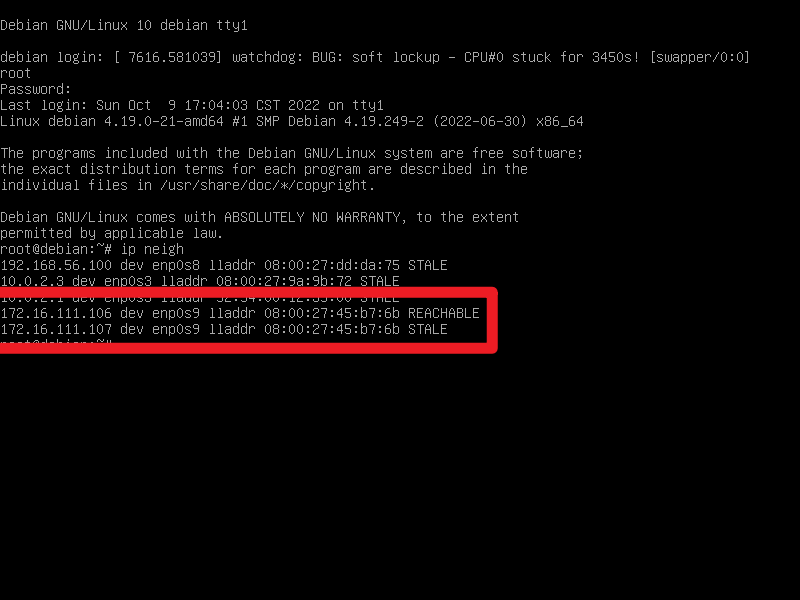 Debian GNU/Linux 10 debian tty1
debian login: [ 7616.581039] watchdog: BUG: soft lockup - CPU#0 stuck for 3450s! [swapper/0:0]
root
Password:
Last login: Sun Oct  9 17:04:03 CST 2022 on tty1
Linux debian 4.19.0-21-amd64 #1 SMP Debian 4.19.249-2 (2022-06-30) x86_64
The programs included with the Debian GNU/Linux system are free software;
the exact distribution terms for each program are described in the
individual files in /usr/share/doc/*/copyright.
Debian GNU/Linux comes with ABSOLUTELY NO WARRANTY, to the extent
permitted by applicable law.
root@debian:~# ip neigh
192.168.56.100 dev enp0s8 lladdr 08:00:27:dd:da:75 STALE
10.0.2.3 dev enp0s3 lladdr 08:00:27:9a:9b:72 STALE
10.0.2.1 dev enp0s3 lladdr 52:54:00:12:35:00 STALE
172.16.111.106 dev enp0s9 lladdr 08:00:27:45:b7:6b REACHABLE
172.16.111.107 dev enp0s9 lladdr 08:00:27:45:b7:6b STALE
root@debian:~#